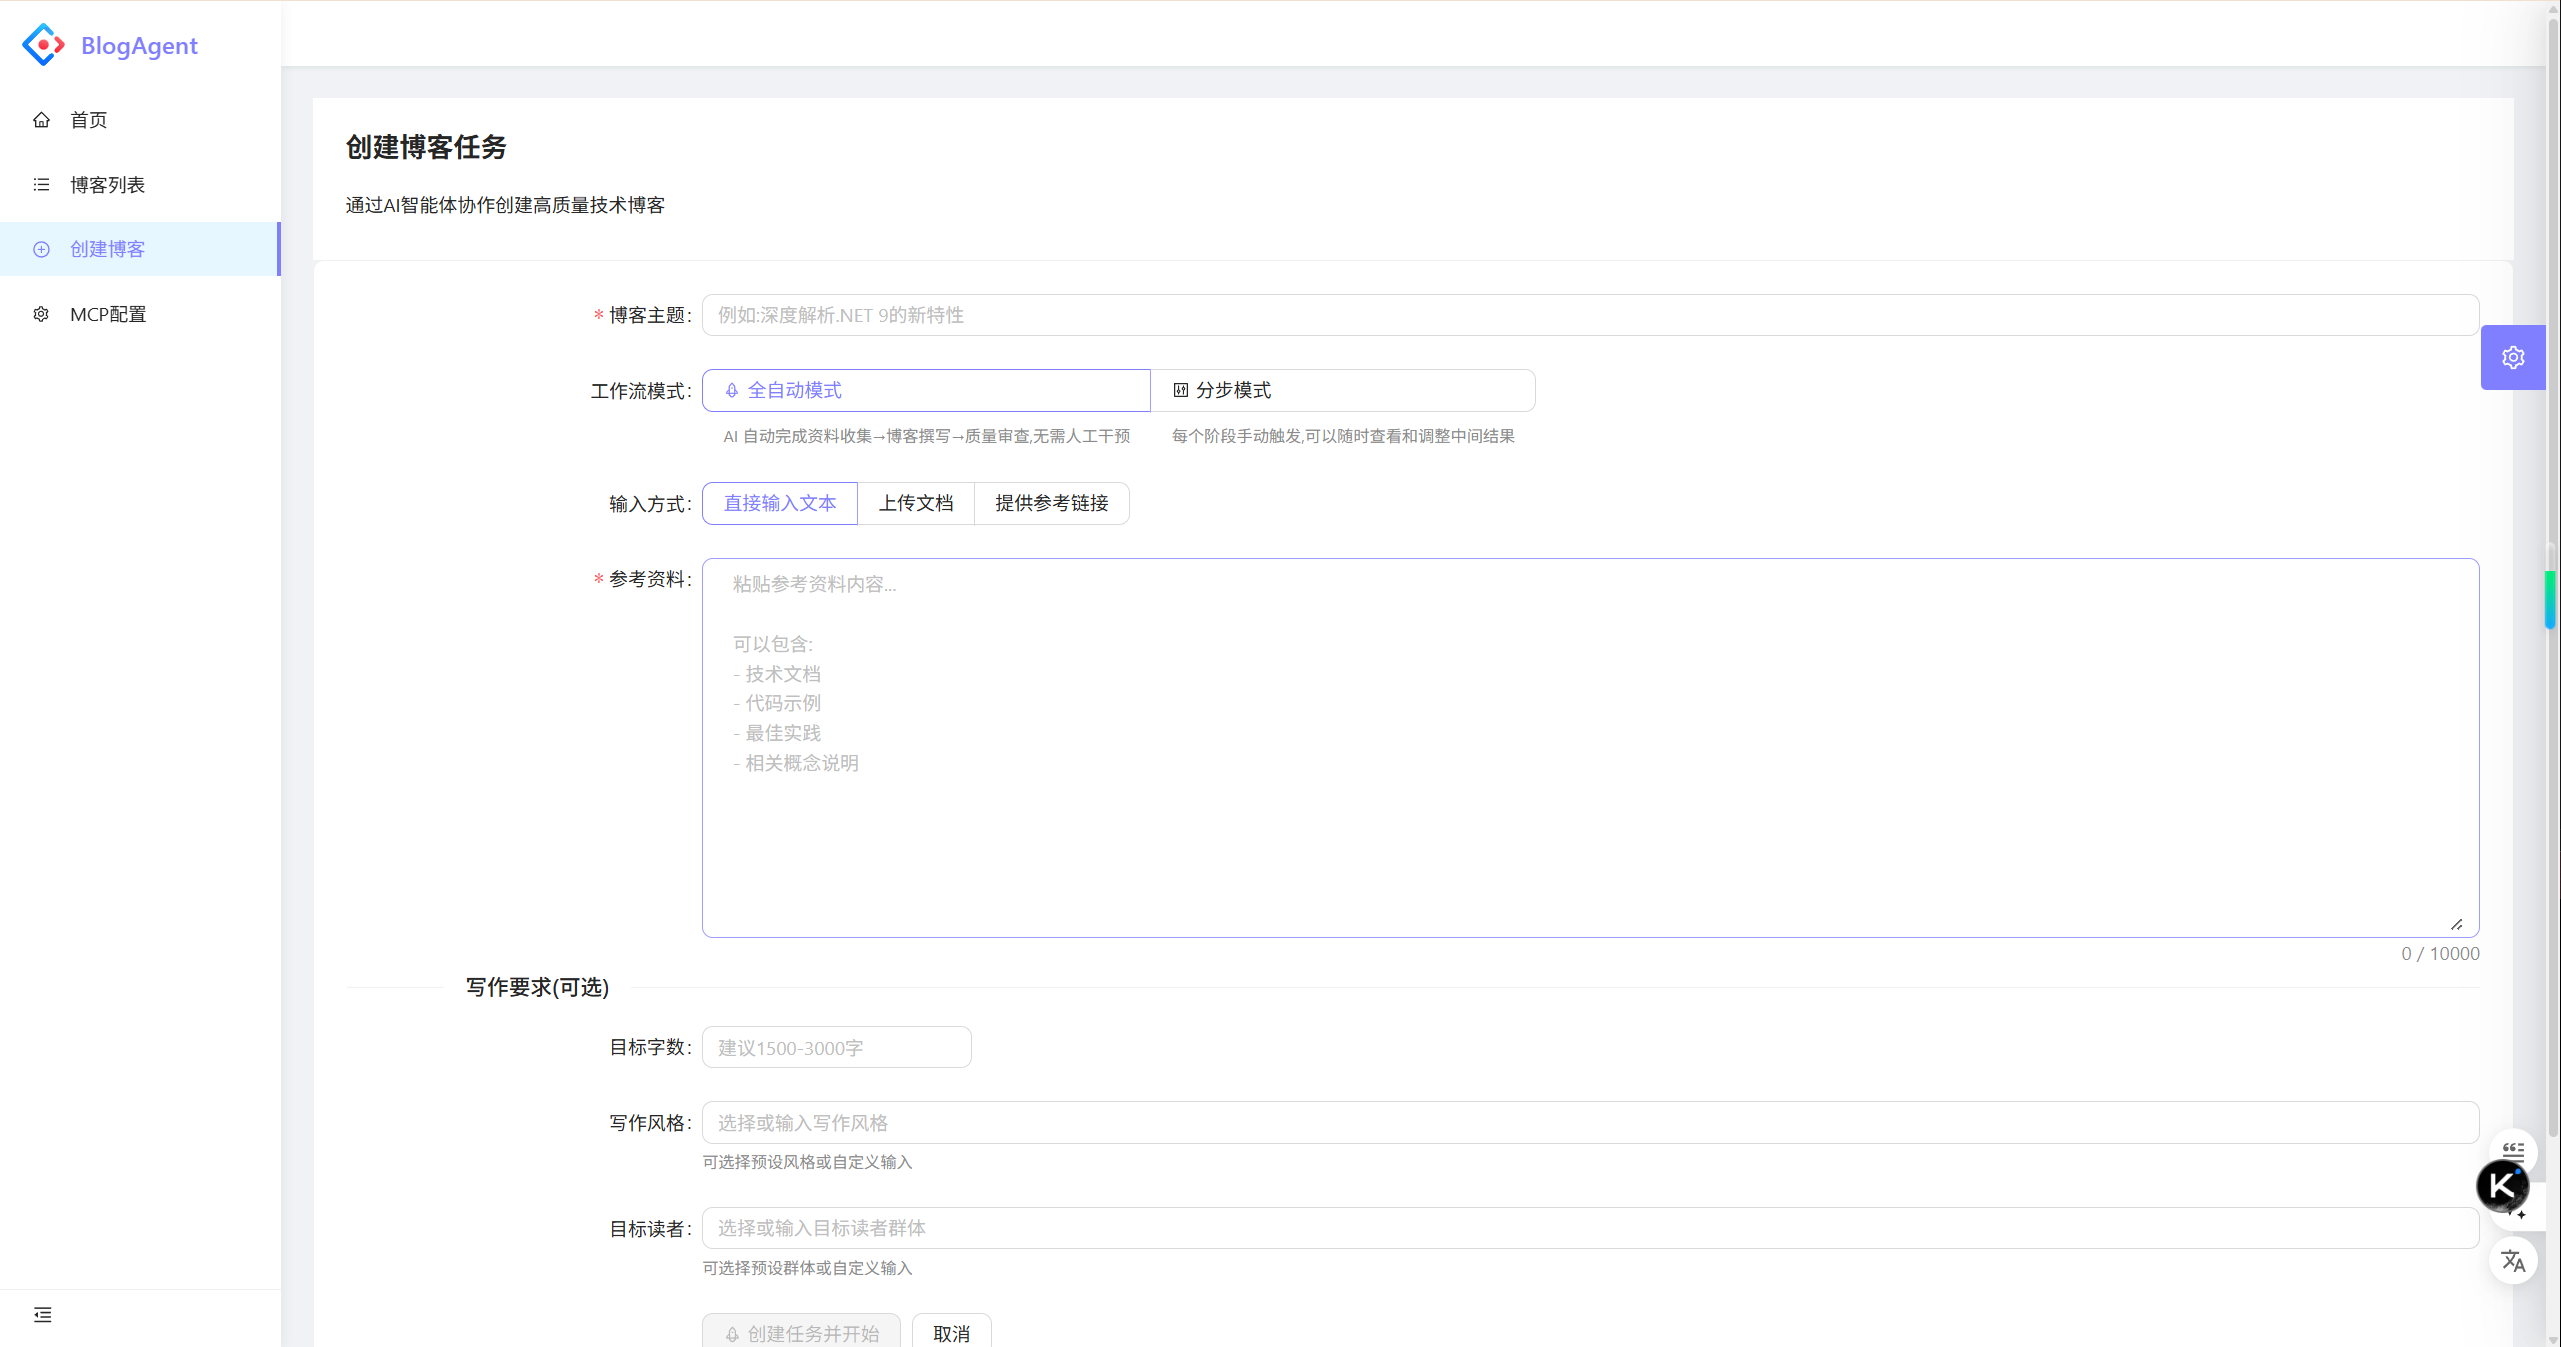 BlogAgent
首页
博客列表
创建博客
MCP配置
创建博客任务
通过AI智能体协作创建高质量技术博客
* 博客主题:
例如:深度解析.NET 9的新特性
工作流模式:
全自动模式
分步模式
AI 自动完成资料收集→博客撰写→质量审查,无需人工干预
每个阶段手动触发,可以随时查看和调整中间结果
输入方式:
直接输入文本
上传文档
提供参考链接
* 参考资料:
粘贴参考资料内容...
可以包含:
- 技术文档
- 代码示例
- 最佳实践
- 相关概念说明
0 / 10000
写作要求(可选)
目标字数:
建议1500-3000字
写作风格:
选择或输入写作风格
可选择预设风格或自定义输入
目标读者:
选择或输入目标读者群体
可选择预设群体或自定义输入
创建任务并开始
取消
K
文A